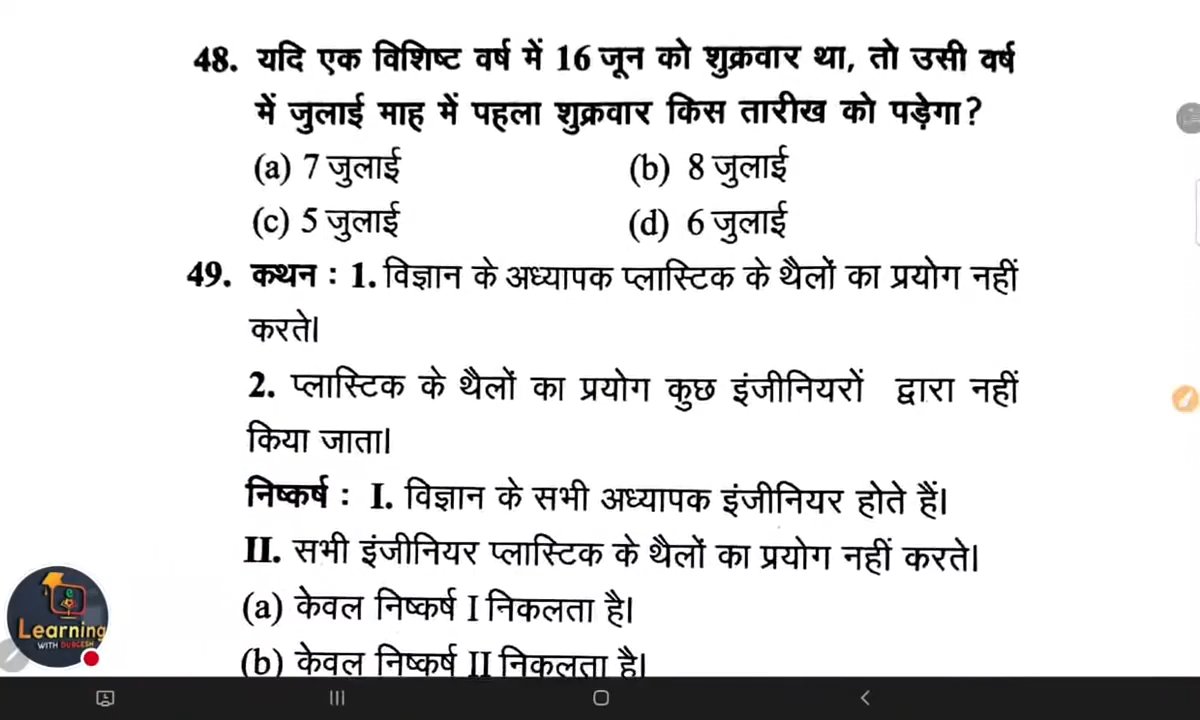 48. यदि एक विशिष्ट वर्ष में 16 जून को शुक्रवार था, तो उसी वर्ष
में जुलाई माह में पहला शुक्रवार किस तारीख को पड़ेगा?
(a) 7 जुलाई (b) 8 जुलाई
(c) 5 जुलाई (d) 6 जुलाई
49. कथन : 1. विज्ञान के अध्यापक प्लास्टिक के थैलों का प्रयोग नहीं
करते।
2. प्लास्टिक के थैलों का प्रयोग कुछ इंजीनियरों द्वारा नहीं
किया जाता।
निष्कर्ष : I. विज्ञान के सभी अध्यापक इंजीनियर होते हैं।
II. सभी इंजीनियर प्लास्टिक के थैलों का प्रयोग नहीं करते।
(a) केवल निष्कर्ष I निकलता है।
(b) केवल निष्कर्ष II निकलता है।
Learning
WITH DURGESH